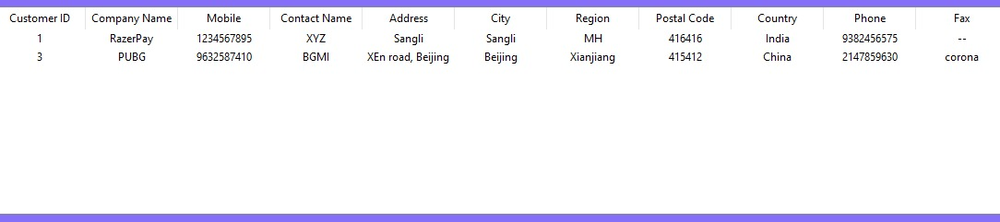 Customer ID Company Name Mobile Contact Name Address City Region Postal Code Country Phone Fax
1 RazerPay 1234567895 XYZ Sangli Sangli MH 416416 India 9382456575 --
3 PUBG 9632587410 BGMI XEn road, Beijing Beijing Xianjiang 415412 China 2147859630 corona